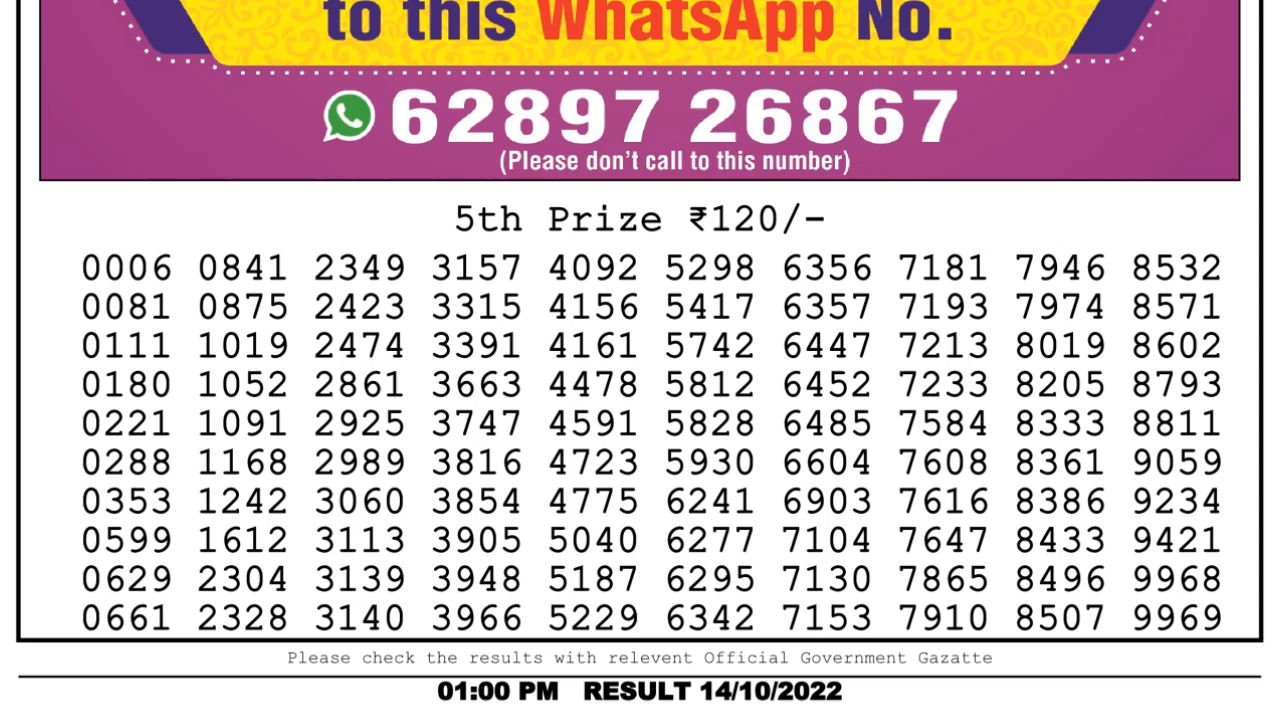 to this WhatsApp No.
62897 26867
(Please don't call to this number)
5th Prize ₹120/-
0006 0841 2349 3157 4092 5298 6356 7181 7946 8532
0081 0875 2423 3315 4156 5417 6357 7193 7974 8571
0111 1019 2474 3391 4161 5742 6447 7213 8019 8602
0180 1052 2861 3663 4478 5812 6452 7233 8205 8793
0221 1091 2925 3747 4591 5828 6485 7584 8333 8811
0288 1168 2989 3816 4723 5930 6604 7608 8361 9059
0353 1242 3060 3854 4775 6241 6903 7616 8386 9234
0599 1612 3113 3905 5040 6277 7104 7647 8433 9421
0629 2304 3139 3948 5187 6295 7130 7865 8496 9968
0661 2328 3140 3966 5229 6342 7153 7910 8507 9969
Please check the results with relevent Official Government Gazatte
01:00 PM RESULT 14/10/2022